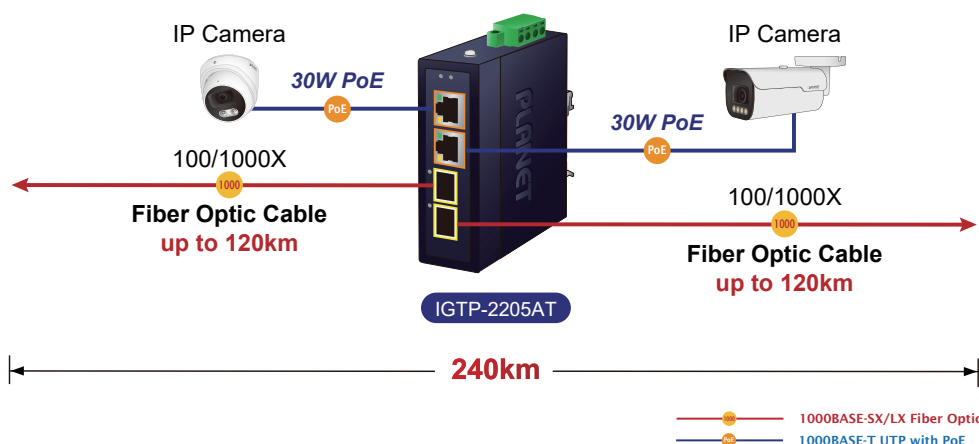 IP Camera
IP Camera
30W PoE
PoE
30W PoE
PoE
PLANET
100/1000X
1000
Fiber Optic Cable
up to 120km
100/1000X
1000
Fiber Optic Cable
up to 120km
IGTP-2205AT
240km
1000 1000BASE-SX/LX Fiber Optic
PoE 1000BASE-T UTP with PoE